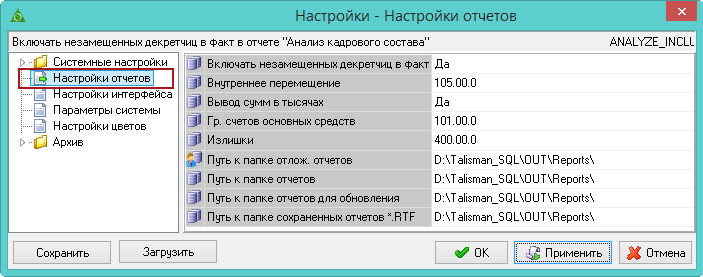 Настройки - Настройки отчетов
Включать незамещенных декретчиц в факт в отчете "Анализ кадрового состава" ANALYZE_INCLU
Системные настройки
Настройки отчетов
Настройки интерфейса
Параметры системы
Настройки цветов
Архив
Включать незамещенных декретчиц в факт Да
Внутреннее перемещение 105.00.0
Вывод сумм в тысячах Да
Гр. счетов основных средств 101.00.0
Излишки 400.00.0
Путь к папке отлож. отчетов D:\Talisman_SQL\OUT\Reports\
Путь к папке отчетов D:\Talisman_SQL\OUT\Reports\
Путь к папке отчетов для обновления D:\Talisman_SQL\OUT\Reports\
Путь к папке сохраненных отчетов *.RTF D:\Talisman_SQL\OUT\Reports\
Сохранить Загрузить OK Применить Отмена